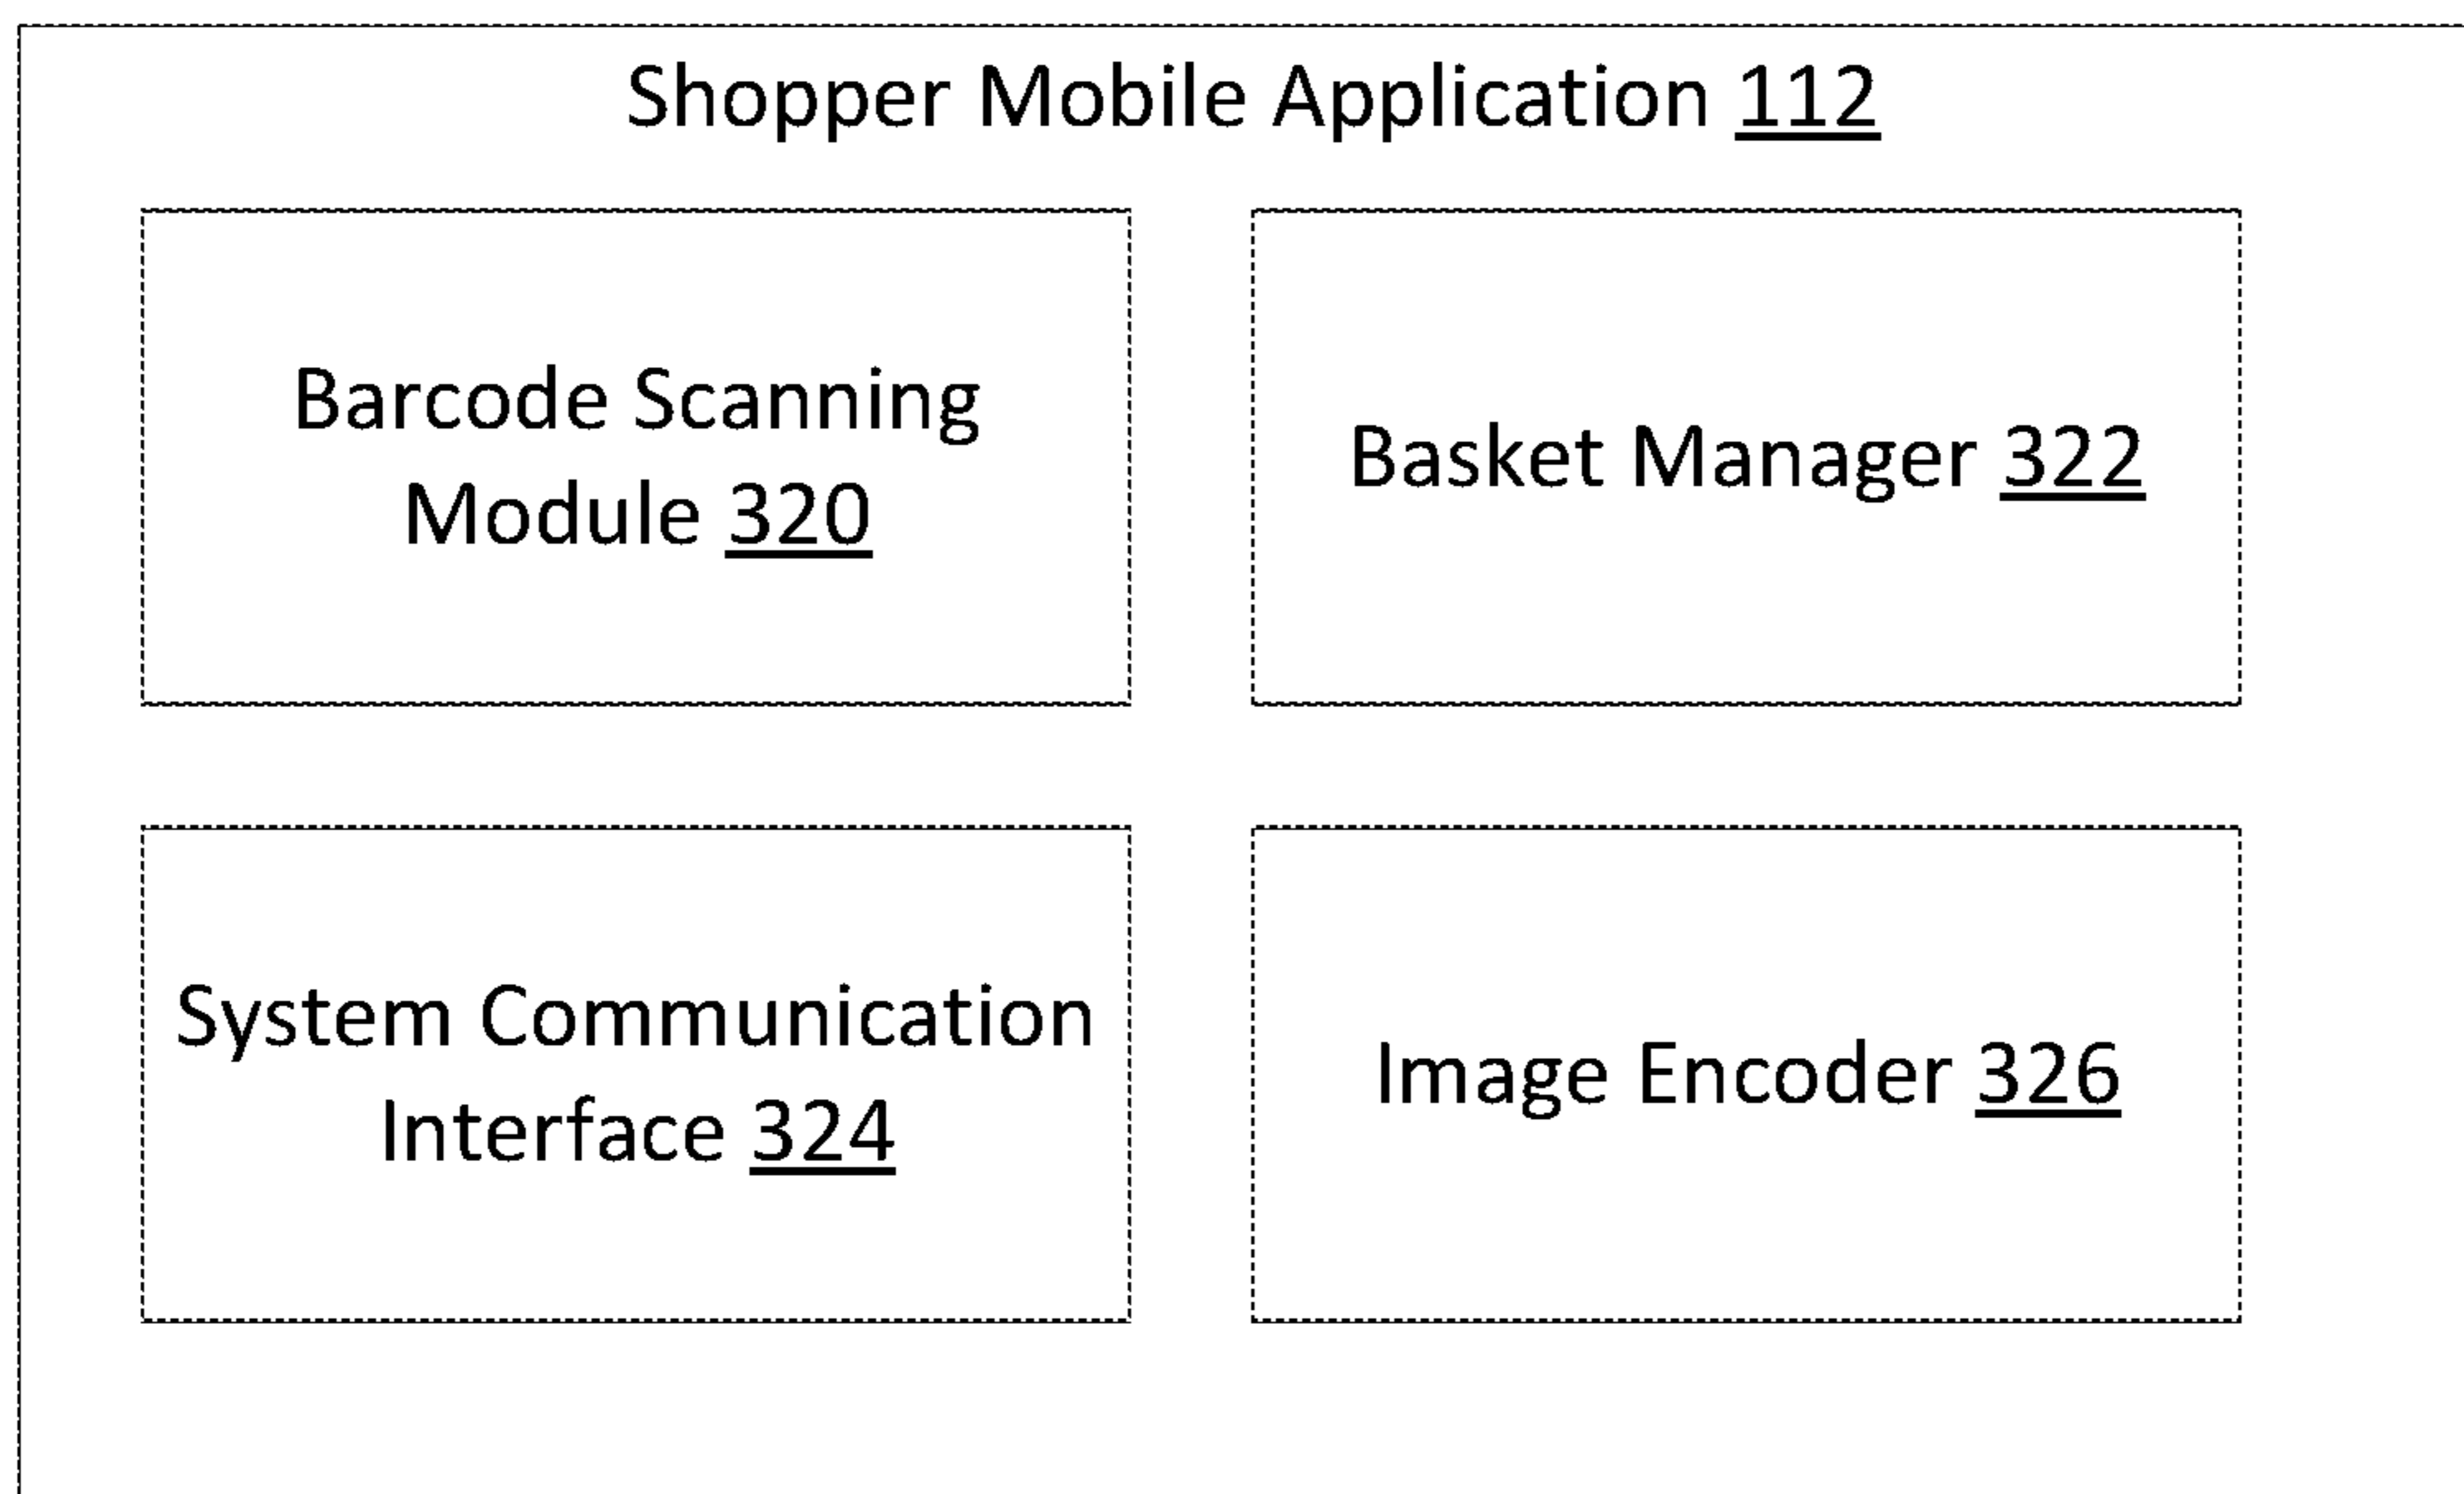 Shopper Mobile Application 112
Barcode Scanning
Module 320
Basket Manager 322
System Communication
Interface 324
Image Encoder 326